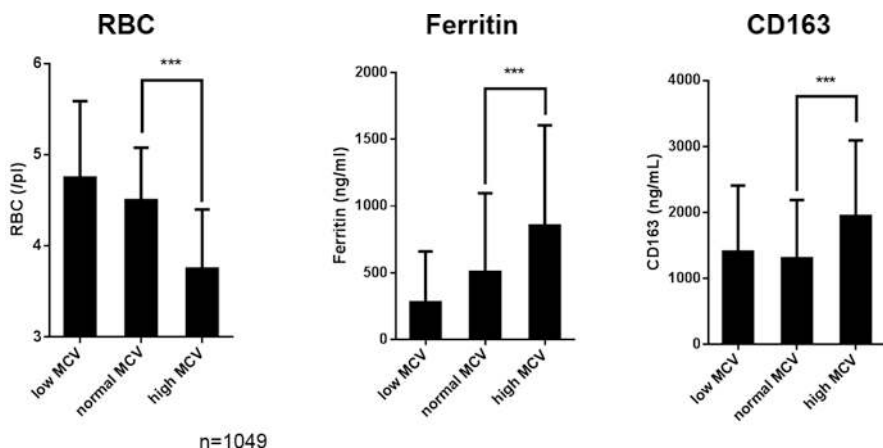 RBC
***
6
5
4
3
RBC (/pl)
low MCV
normal MCV
high MCV
n=1049
Ferritin
***
2000
1500
1000
500
0
Ferritin (ng/ml)
low MCV
normal MCV
high MCV
CD163
***
4000
3000
2000
1000
0
CD163 (ng/mL)
low MCV
normal MCV
high MCV